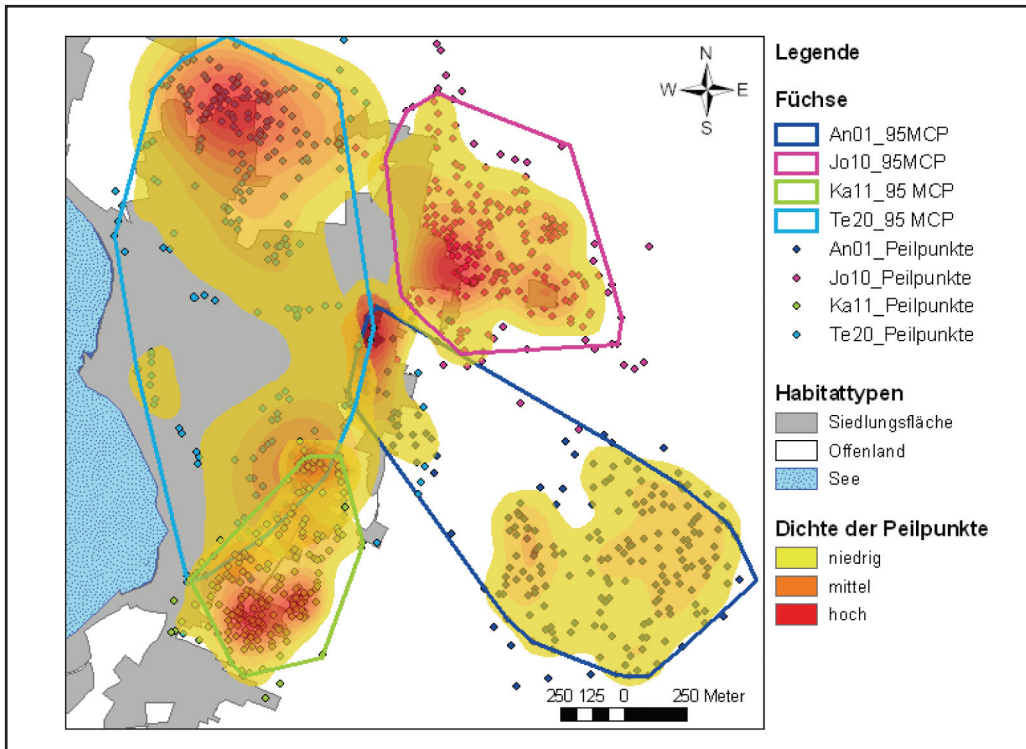 N
W E
S
250 125 0 250 Meter
Legende
Füchse
An01_95MCP
Jo10_95MCP
Ka11_95 MCP
Te20_95 MCP
An01_Peilpunkte
Jo10_Peilpunkte
Ka11_Peilpunkte
Te20_Peilpunkte
Habitattypen
Siedlungsfläche
Offenland
See
Dichte der Peilpunkte
niedrig
mittel
hoch